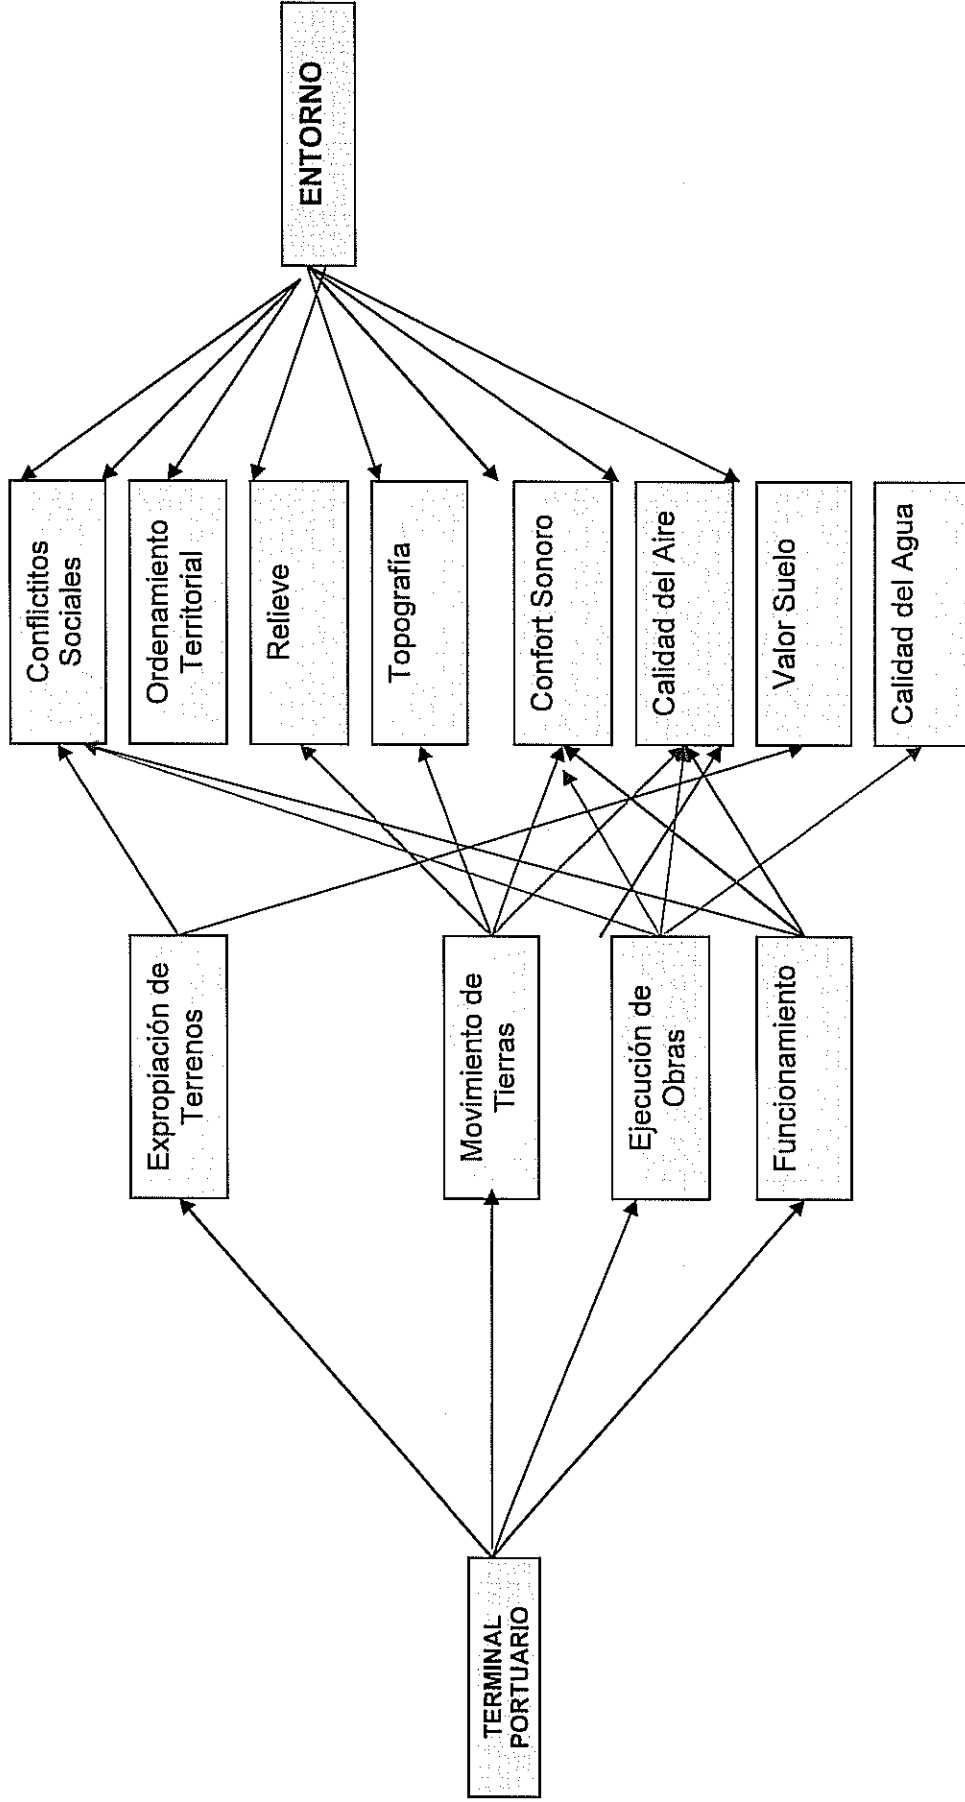 TERMINAL
PORTUARIO
Expropiación de
Terrenos
Movimiento de
Tierras
Ejecución de
Obras
Funcionamiento
Conflictitos
Sociales
Ordenamiento
Territorial
Relieve
Topografía
Confort Sonoro
Calidad del Aire
Valor Suelo
Calidad del Agua
ENTORNO